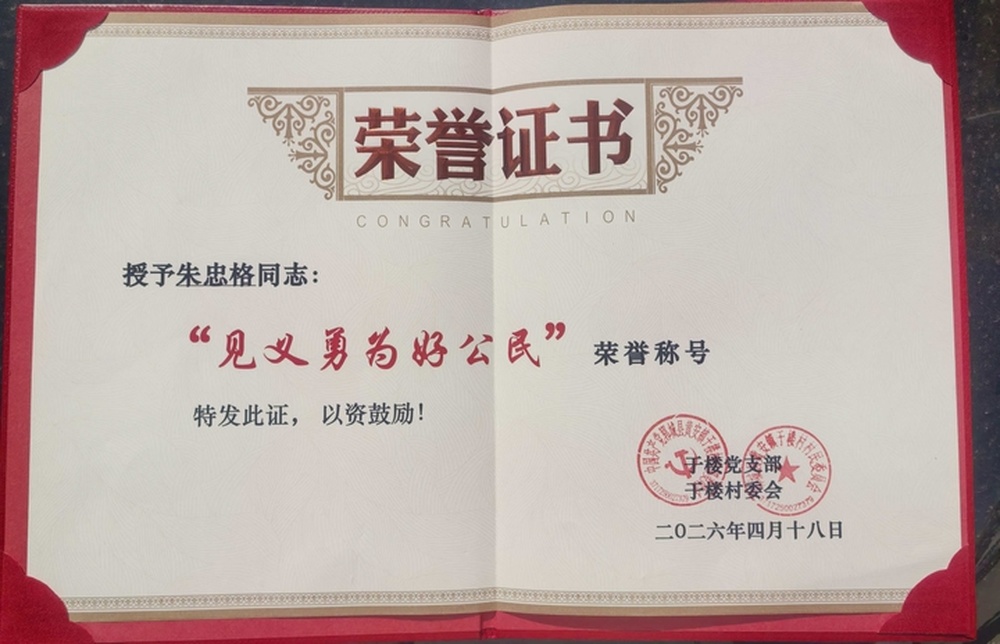 荣誉证书
CONGRATULATION
授予朱忠格同志：
“见义勇为好公民”荣誉称号
特发此证，以资鼓励！
于楼党支部
于楼村委会
二〇二六年四月十八日